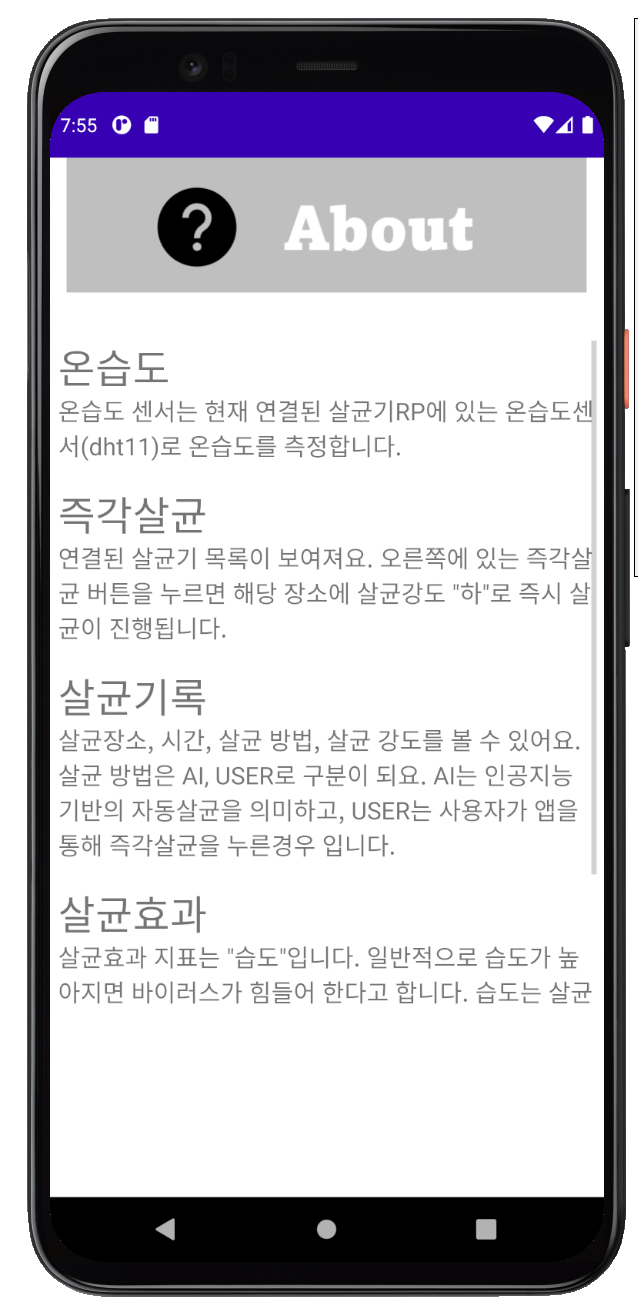 7:55
?
About
온습도
온습도 센서는 현재 연결된 살균기RP에 있는 온습도센
서(dht11)로 온습도를 측정합니다.
즉각살균
연결된 살균기 목록이 보여져요. 오른쪽에 있는 즉각살
균 버튼을 누르면 해당 장소에 살균강도 "하"로 즉시 살
균이 진행됩니다.
살균기록
살균장소, 시간, 살균 방법, 살균 강도를 볼 수 있어요.
살균 방법은 AI, USER로 구분이 되요. AI는 인공지능
기반의 자동살균을 의미하고, USER는 사용자가 앱을
통해 즉각살균을 누른경우 입니다.
살균효과
살균효과 지표는 "습도"입니다. 일반적으로 습도가 높
아지면 바이러스가 힘들어 한다고 합니다. 습도는 살균